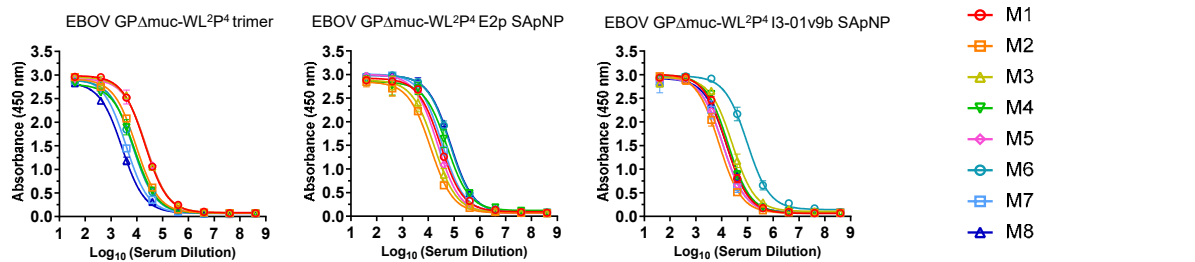 EBOV GPΔmuc-WL²P⁴ trimer
Absorbance (450 nm)
3.5
3.0
2.5
2.0
1.5
1.0
0.5
0.0
1 2 3 4 5 6 7 8 9
Log₁₀ (Serum Dilution)
EBOV GPΔmuc-WL²P⁴ E2p SApNP
Absorbance (450 nm)
3.5
3.0
2.5
2.0
1.5
1.0
0.5
0.0
1 2 3 4 5 6 7 8 9
Log₁₀ (Serum Dilution)
EBOV GPΔmuc-WL²P⁴ I3-01v9b SApNP
Absorbance (450 nm)
3.5
3.0
2.5
2.0
1.5
1.0
0.5
0.0
1 2 3 4 5 6 7 8 9
Log₁₀ (Serum Dilution)
M1
M2
M3
M4
M5
M6
M7
M8